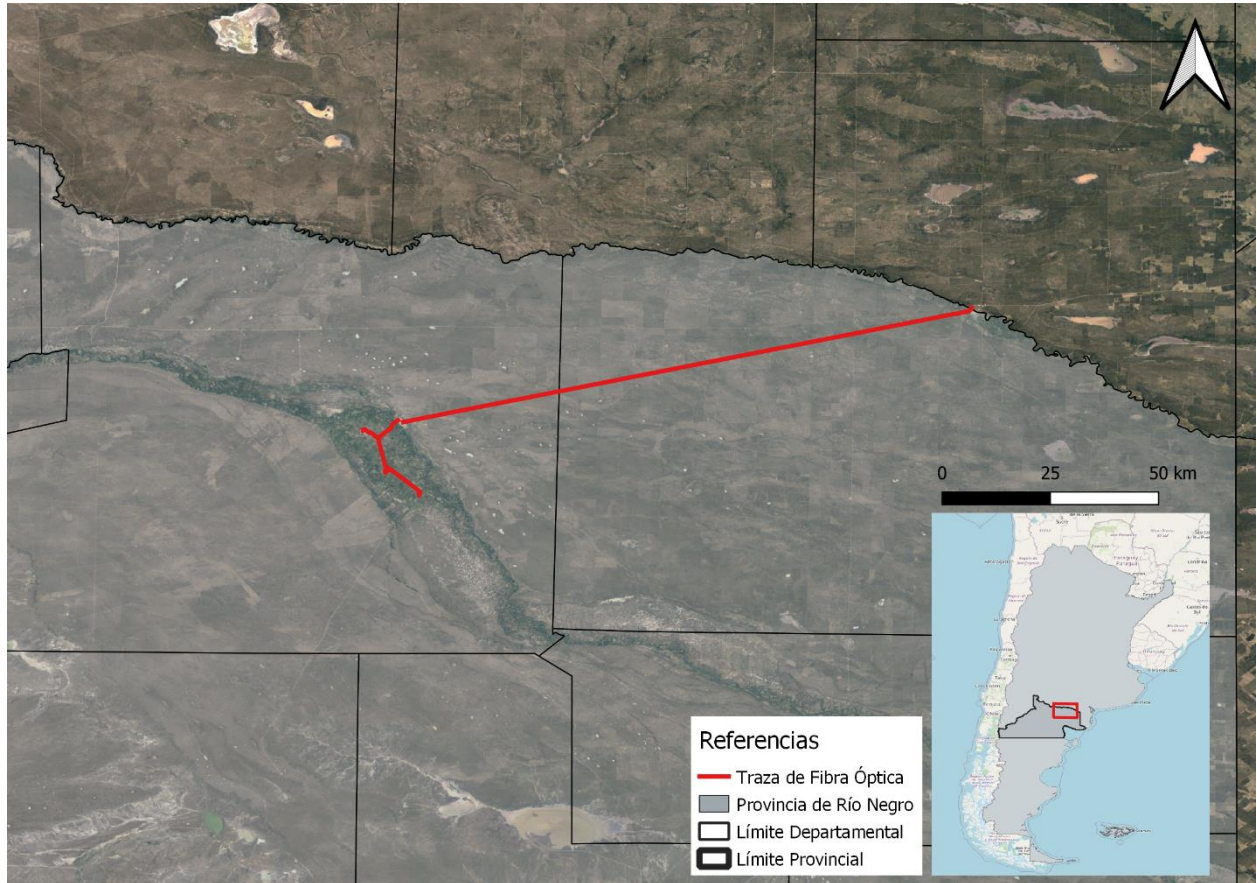 0 25 50 km
Referencias
Traza de Fibra Óptica
Provincia de Río Negro
Límite Departamental
Límite Provincial